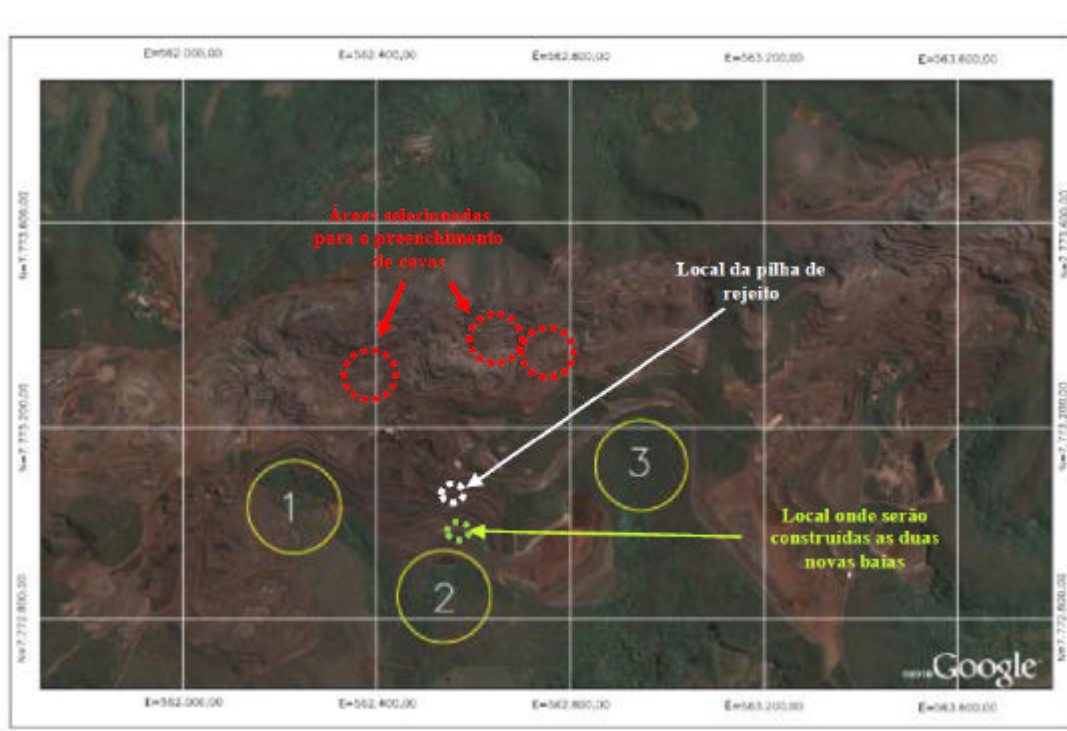 E=562.000,00 E=562.400,00 E=562.800,00 E=563.200,00 E=563.600,00
N=7.773.600,00
N=7.773.600,00
Áreas selecionadas
para o preenchimento
de cavas
Local da pilha de
rejeito
N=7.773.200,00
N=7.773.200,00
3
1
Local onde serão
construídas as duas
novas baias
2
N=7.772.800,00
N=7.772.800,00
Google
E=562.000,00 E=562.400,00 E=562.800,00 E=563.200,00 E=563.600,00